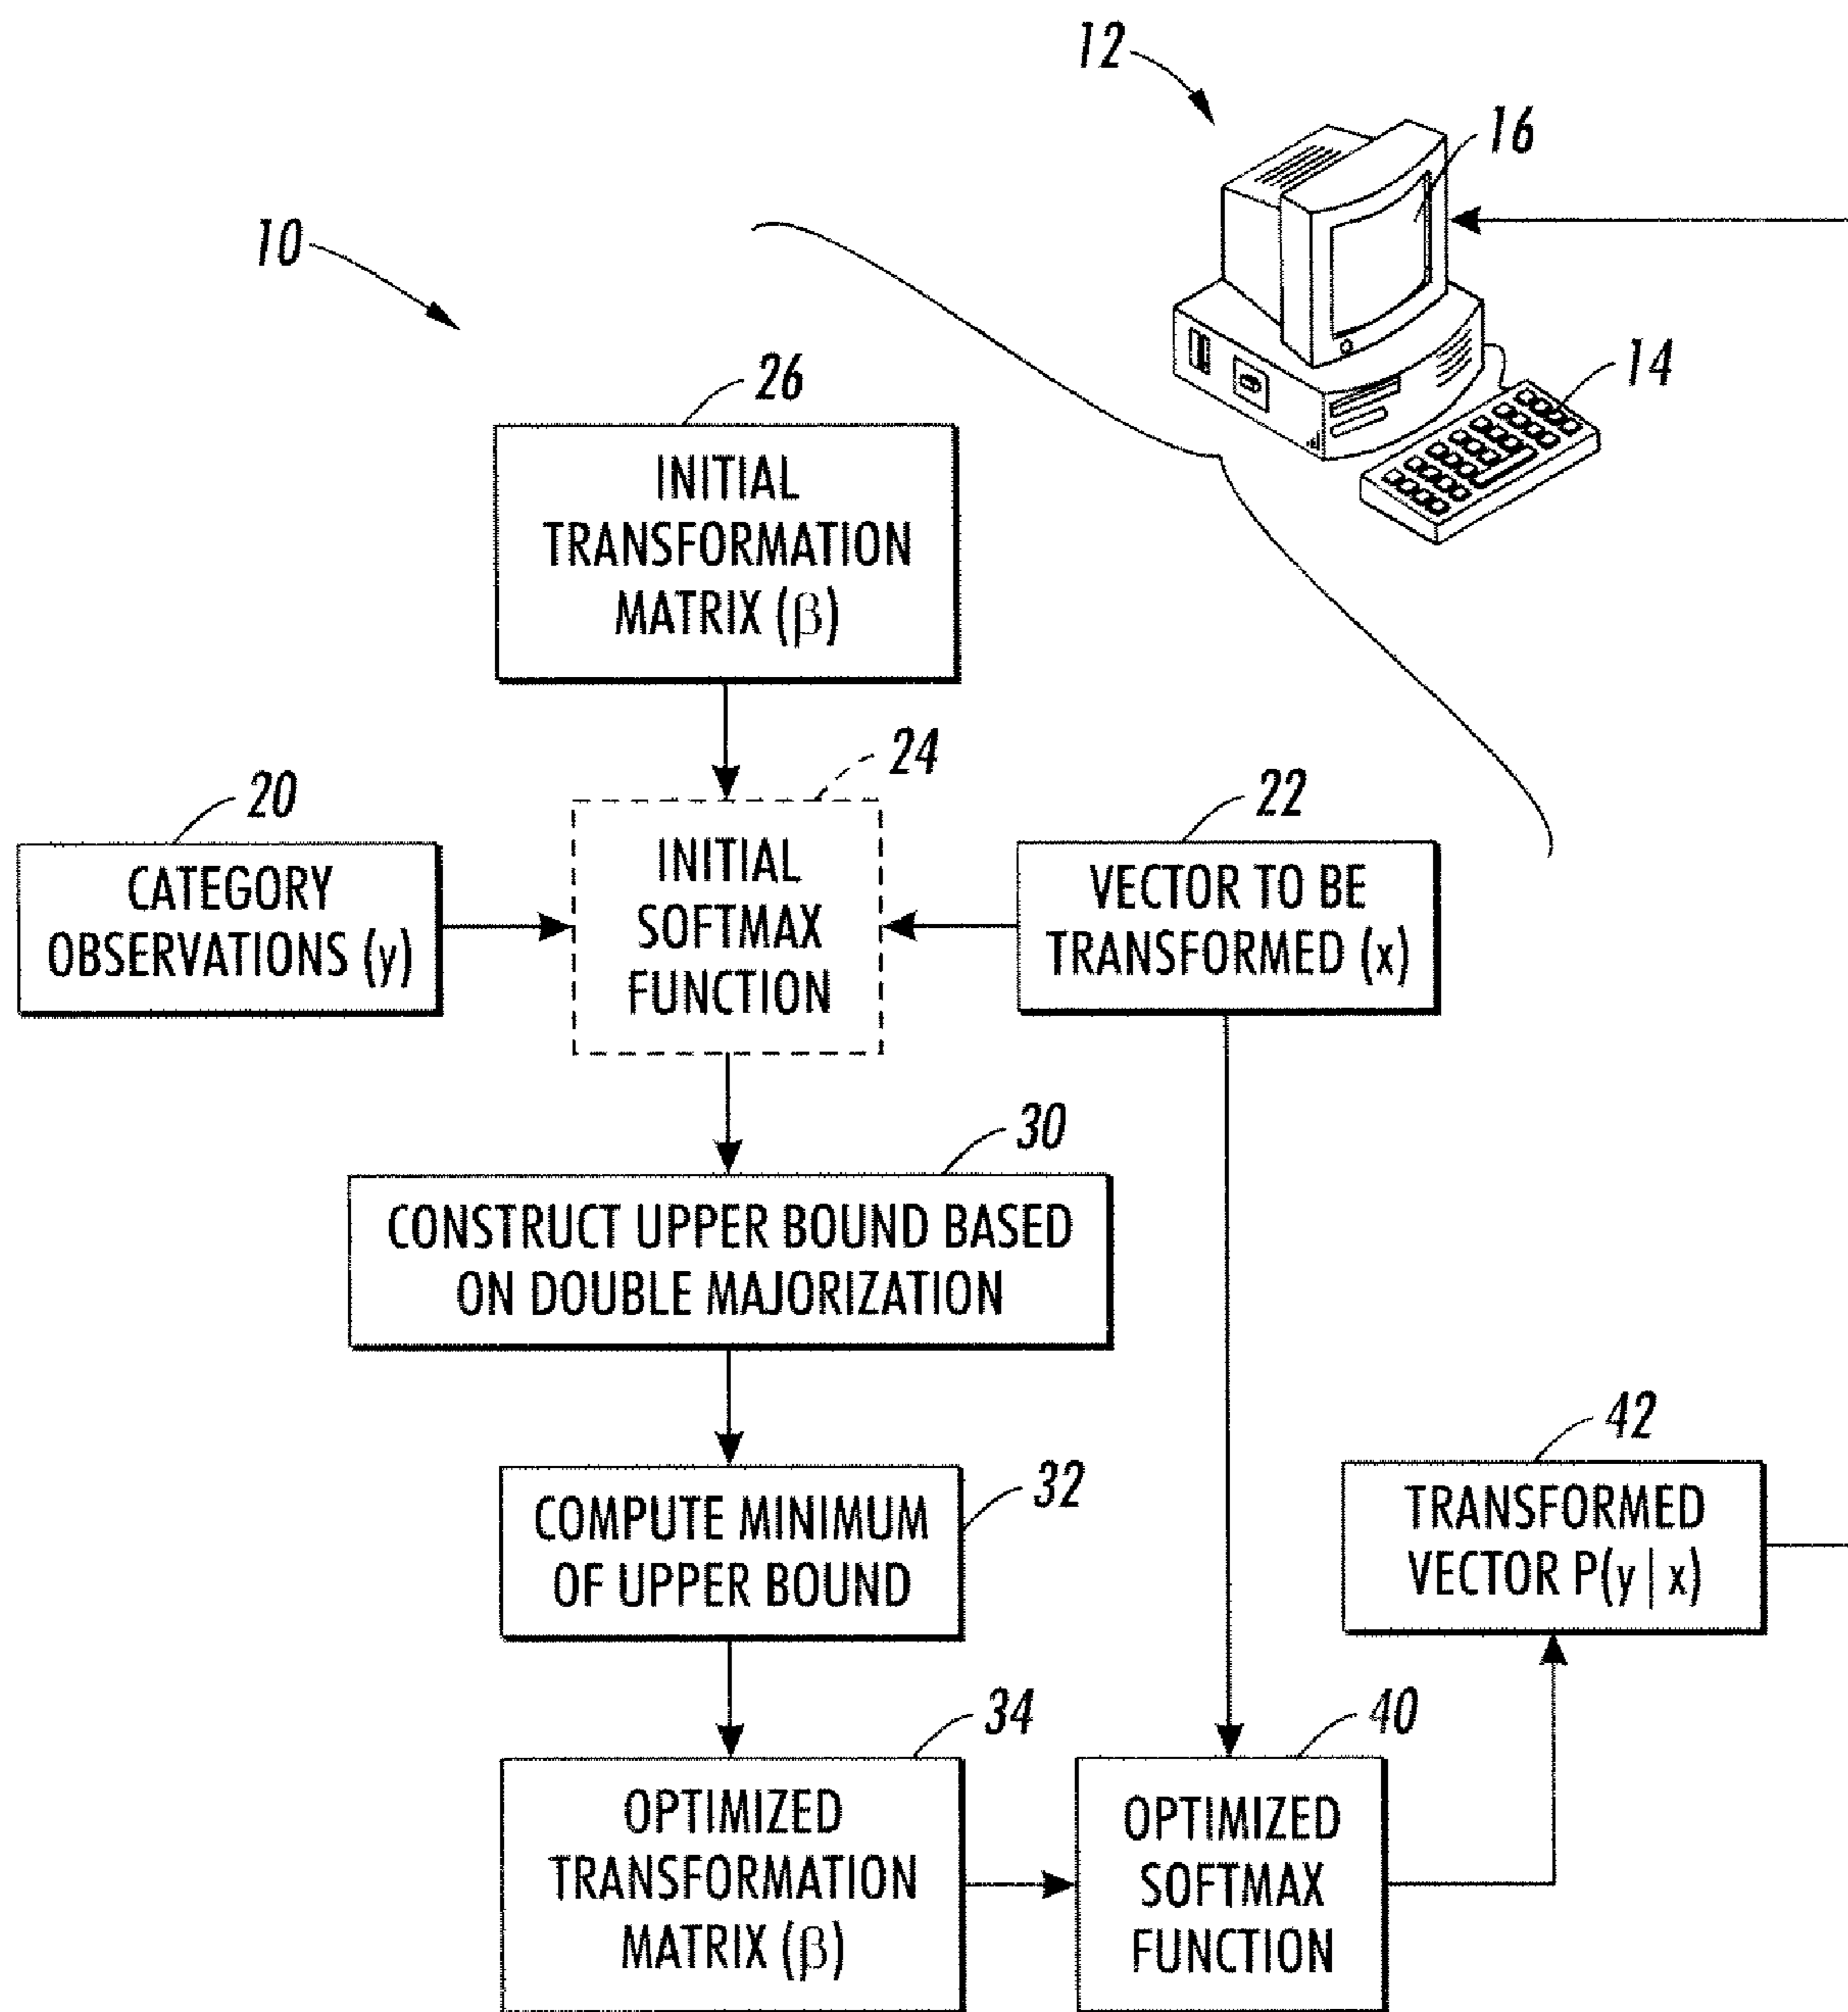 12
16
10
14
26
INITIAL
TRANSFORMATION
MATRIX (β)
24
20
22
INITIAL
SOFTMAX
FUNCTION
CATEGORY
OBSERVATIONS (y)
VECTOR TO BE
TRANSFORMED (x)
30
CONSTRUCT UPPER BOUND BASED
ON DOUBLE MAJORIZATION
32
COMPUTE MINIMUM
OF UPPER BOUND
42
TRANSFORMED
VECTOR P(y | x)
34
OPTIMIZED
TRANSFORMATION
MATRIX (β)
40
OPTIMIZED
SOFTMAX
FUNCTION